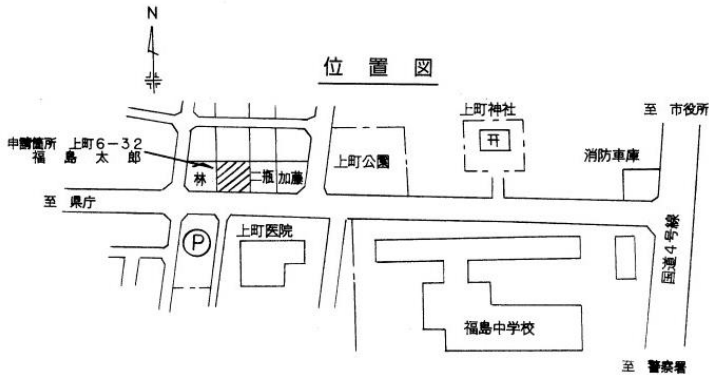 N
位置図
上町神社
至 市役所
申請箇所 上町6-32
福島太郎
上町公園
消防車庫
林
二瓶
加藤
至 県庁
P
上町医院
国道4号線
福島中学校
至 警察署